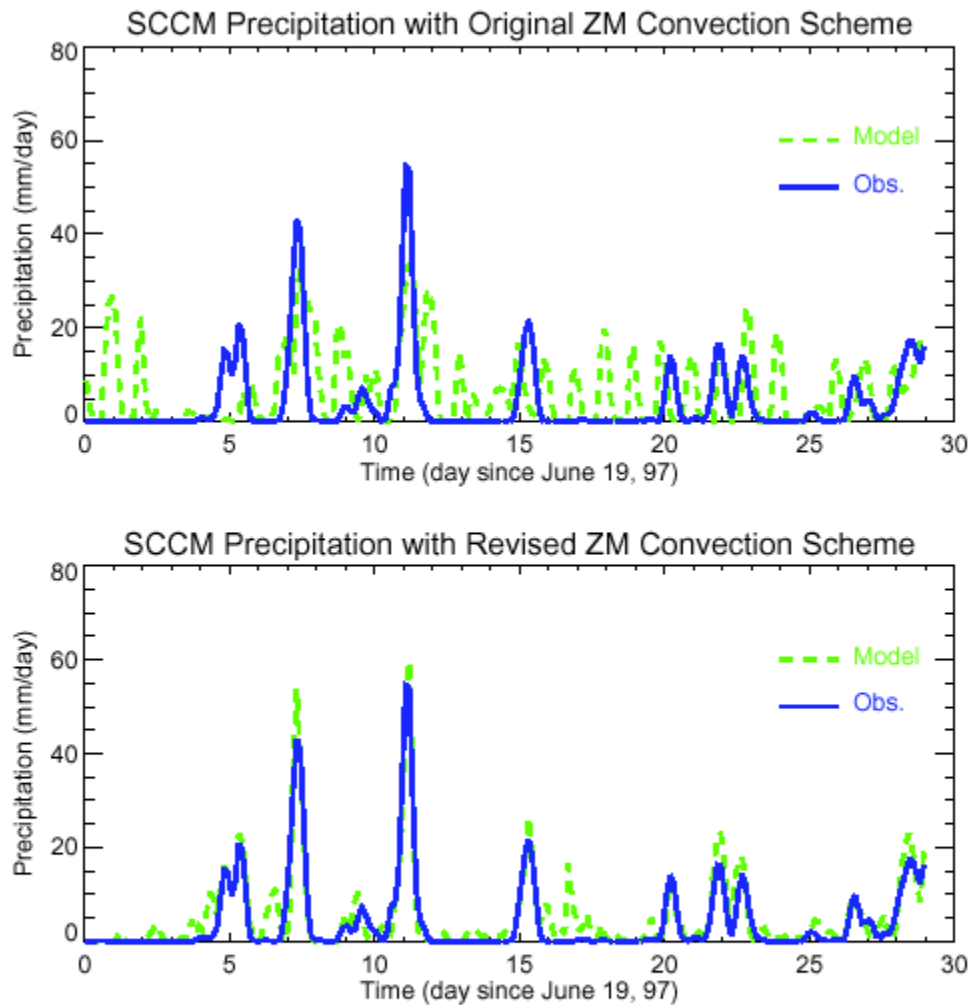 SCCM Precipitation with Original ZM Convection Scheme
80
60
40
20
0
Precipitation (mm/day)
Model
Obs.
0 5 10 15 20 25 30
Time (day since June 19, 97)
SCCM Precipitation with Revised ZM Convection Scheme
80
60
40
20
0
Precipitation (mm/day)
Model
Obs.
0 5 10 15 20 25 30
Time (day since June 19, 97)